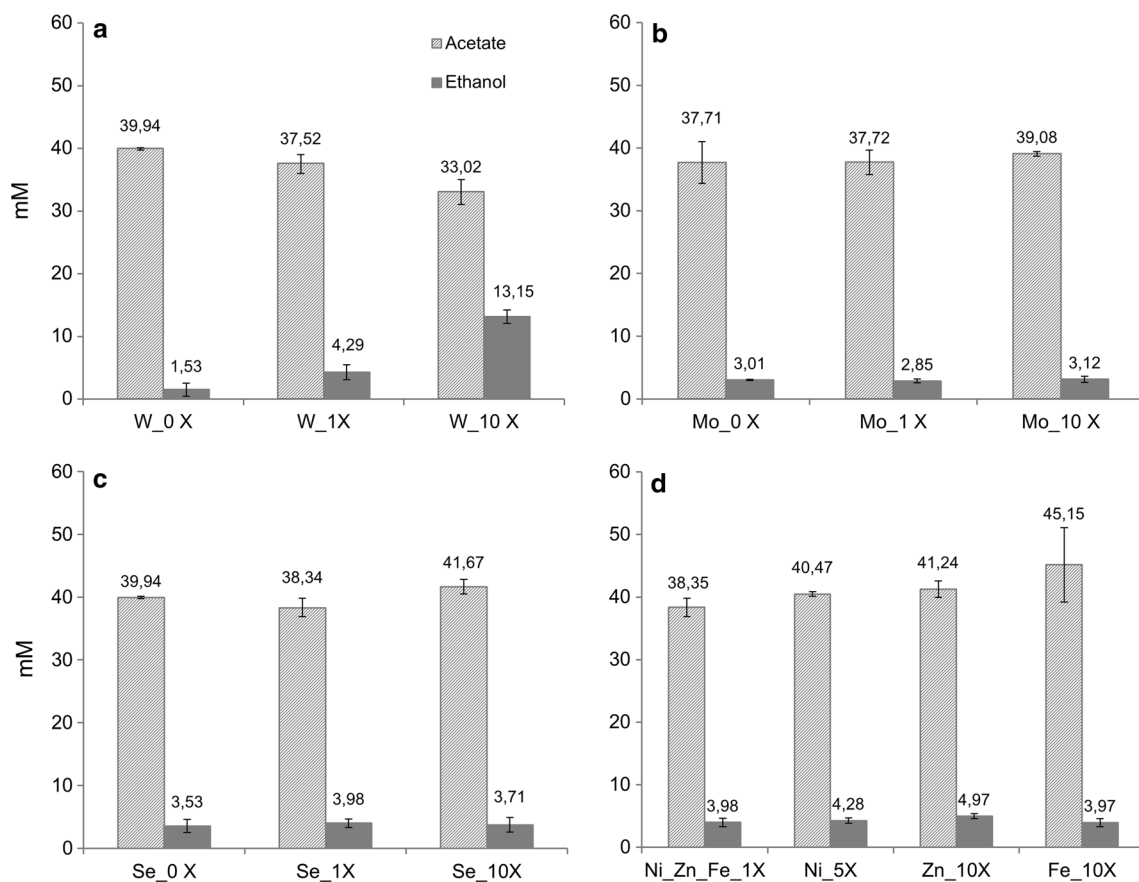 a
60
50
40
30
20
10
0
mM
Acetate
Ethanol
39,94
1,53
37,52
4,29
33,02
13,15
W_0 X
W_1X
W_10 X
b
60
50
40
30
20
10
0
37,71
3,01
37,72
2,85
39,08
3,12
Mo_0 X
Mo_1 X
Mo_10 X
c
60
50
40
30
20
10
0
mM
39,94
3,53
38,34
3,98
41,67
3,71
Se_0 X
Se_1X
Se_10X
d
60
50
40
30
20
10
0
38,35
3,98
40,47
4,28
41,24
4,97
45,15
3,97
Ni_Zn_Fe_1X
Ni_5X
Zn_10X
Fe_10X